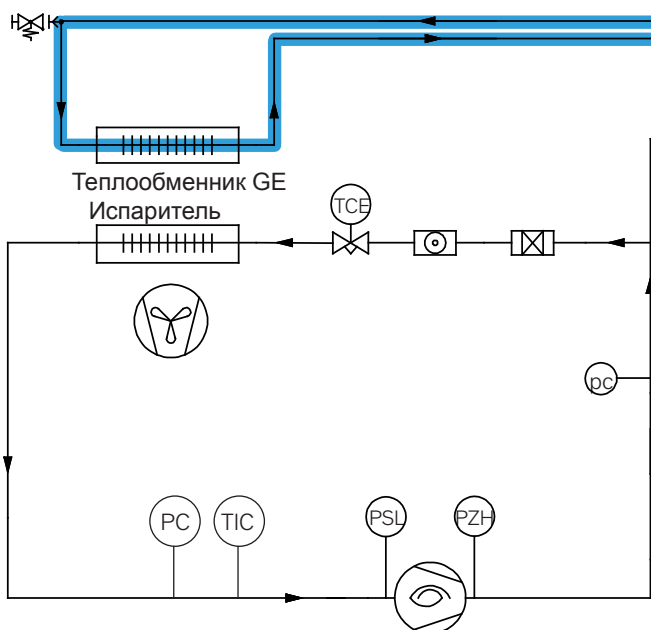 Теплообменник GE
Испаритель
TCE
pc
PC
TIC
PSL
PZH